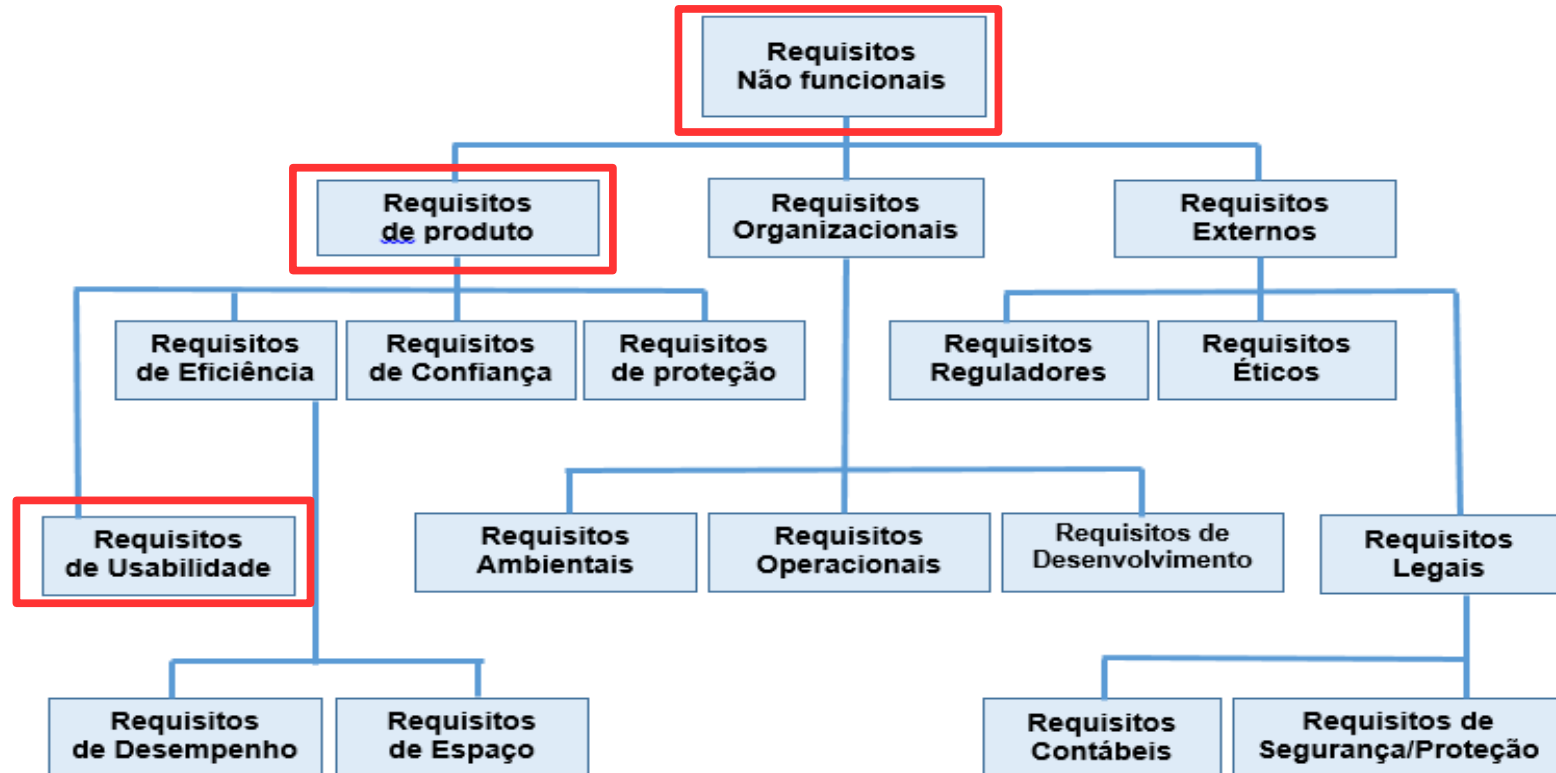 Requisitos
Não funcionais
Requisitos
de produto
Requisitos
Organizacionais
Requisitos
Externos
Requisitos
de Eficiência
Requisitos
de Confiança
Requisitos
de proteção
Requisitos
Reguladores
Requisitos
Éticos
Requisitos
de Usabilidade
Requisitos
Ambientais
Requisitos
Operacionais
Requisitos de
Desenvolvimento
Requisitos
Legais
Requisitos
de Desempenho
Requisitos
de Espaço
Requisitos
Contábeis
Requisitos de
Segurança/Proteção